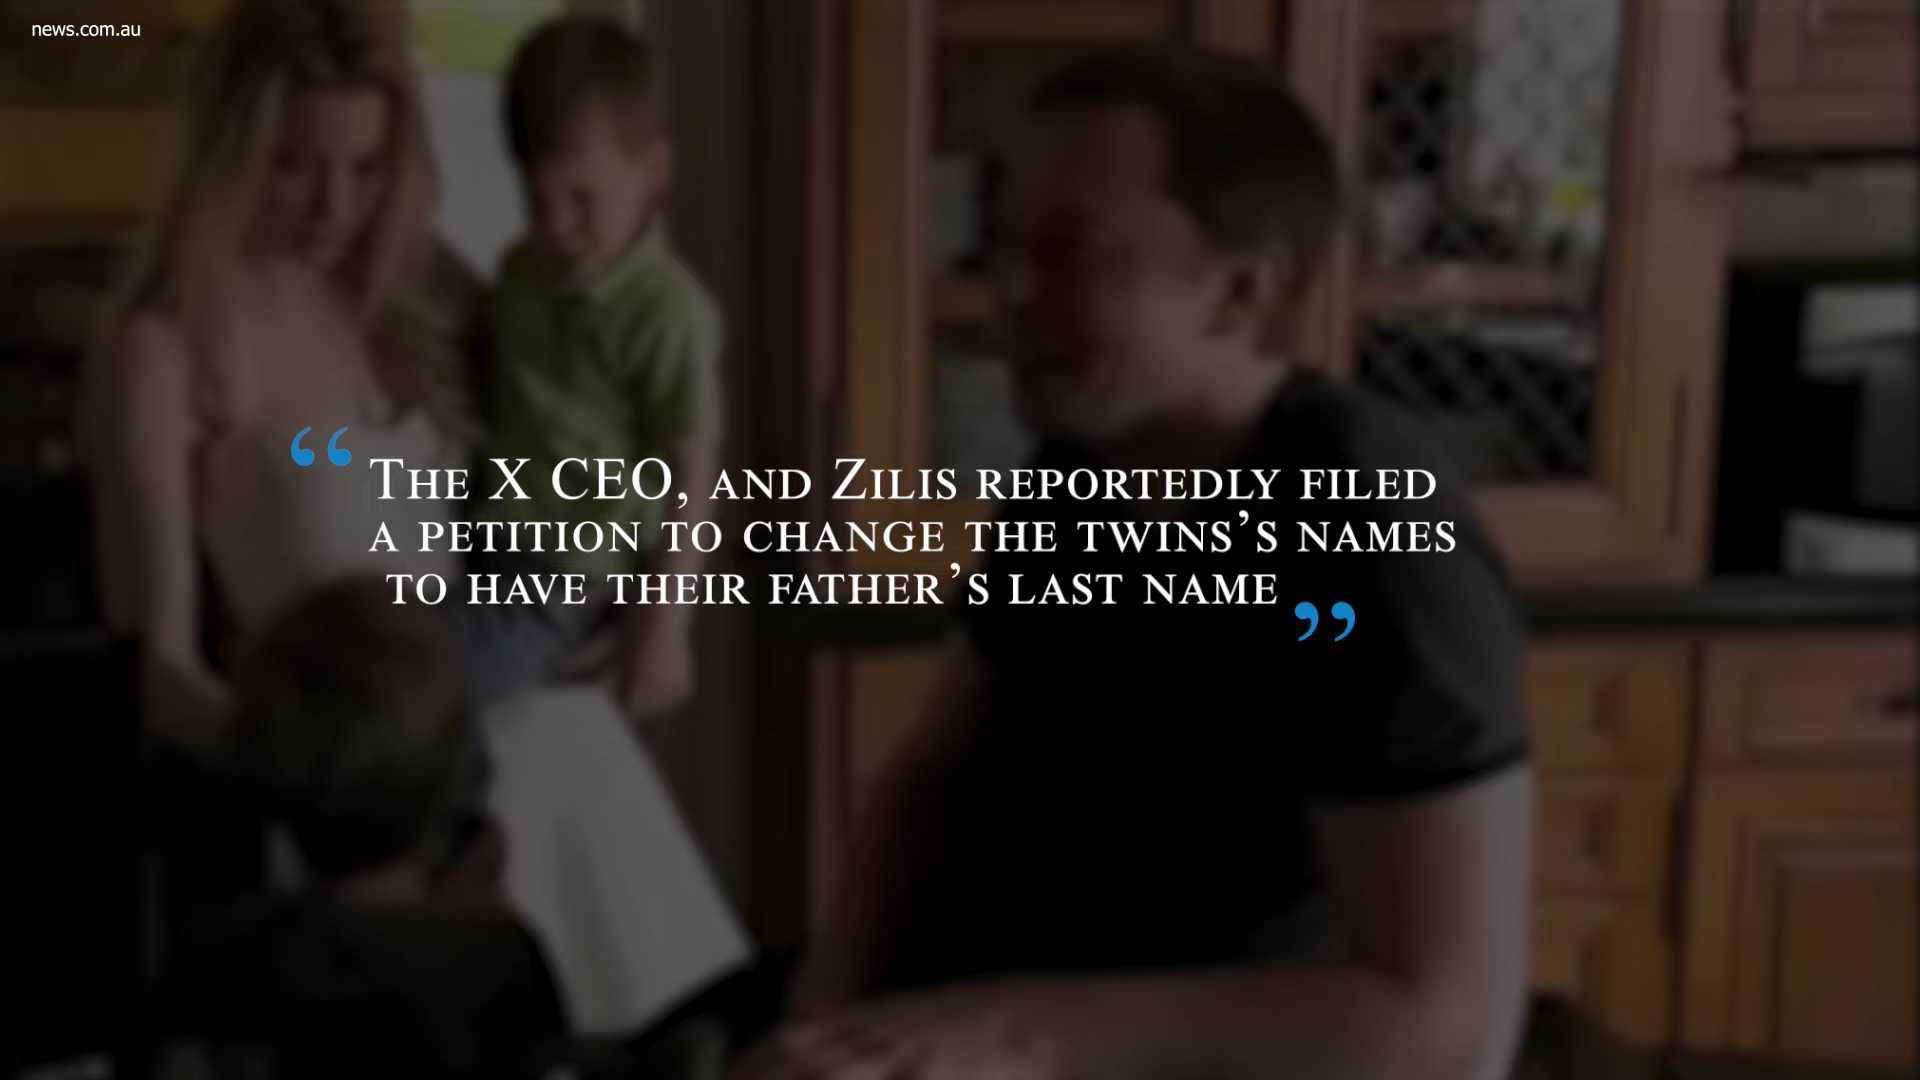 news.com.au
“ The X CEO, and Zilis reportedly filed
a petition to change the twins’s names
to have their father’s last name ”